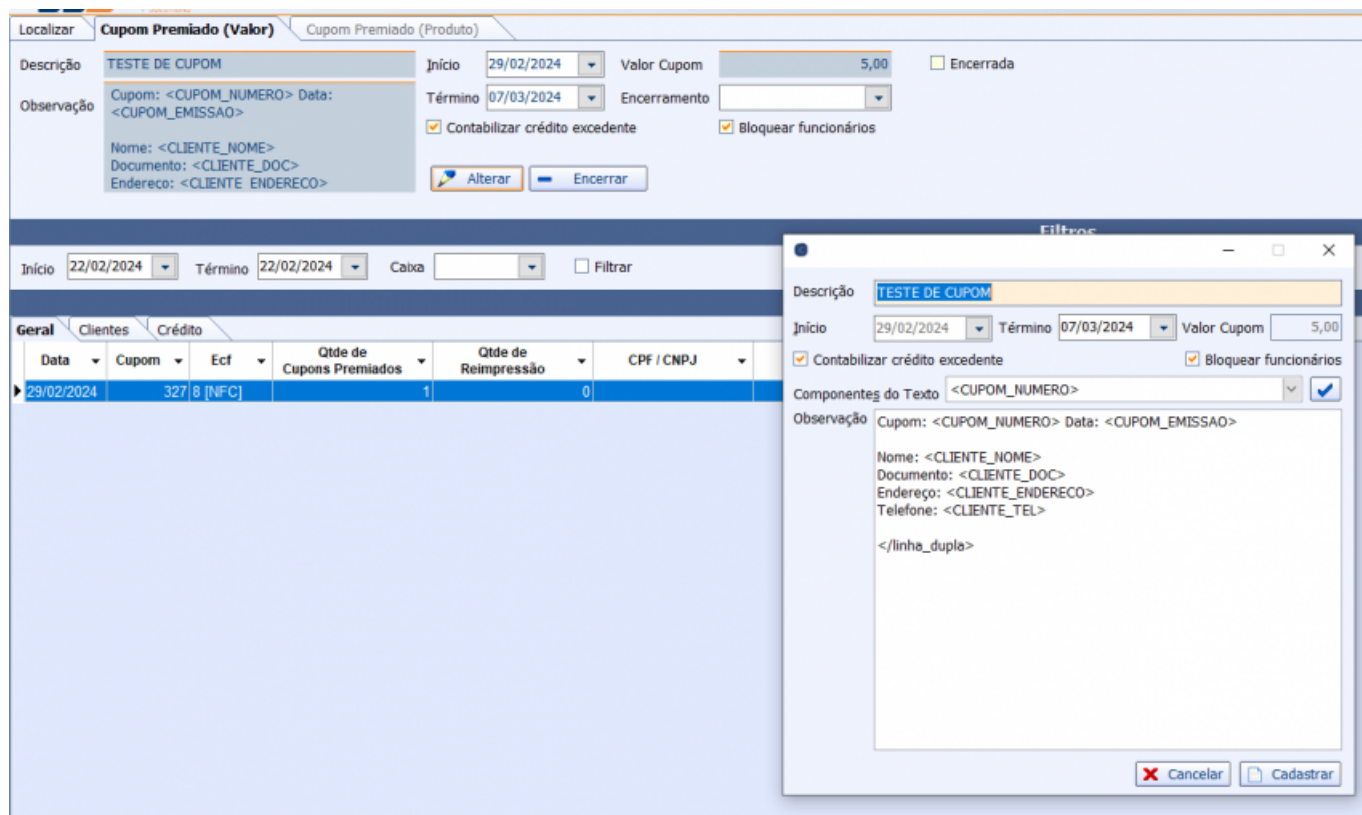 Localizar Cupom Premiado (Valor) Cupom Premiado (Produto)
Descrição TESTE DE CUPOM Início 29/02/2024 Valor Cupom 5,00 Encerrada
Observação Cupom: <CUPOM_NUMERO> Data: <CUPOM_EMISSAO>
Nome: <CLIENTE_NOME>
Documento: <CLIENTE_DOC>
Endereco: <CLIENTE ENDERECO>
Término 07/03/2024 Encerramento
Contabilizar crédito excedente Bloquear funcionários
Alterar Encerrar
Filtros
Início 22/02/2024 Término 22/02/2024 Caixa Filtrar
Geral Clientes Crédito
Data Cupom Ecf Qtde de Cupons Premiados Qtde de Reimpressão CPF / CNPJ
29/02/2024 327 8 [NFC] 1 0
Descrição TESTE DE CUPOM
Início 29/02/2024 Término 07/03/2024 Valor Cupom 5,00
Contabilizar crédito excedente Bloquear funcionários
Componentes do Texto <CUPOM_NUMERO>
Observação Cupom: <CUPOM_NUMERO> Data: <CUPOM_EMISSAO>
Nome: <CLIENTE_NOME>
Documento: <CLIENTE_DOC>
Endereço: <CLIENTE_ENDERECO>
Telefone: <CLIENTE_TEL>
</linha_dupla>
Cancelar Cadastrar